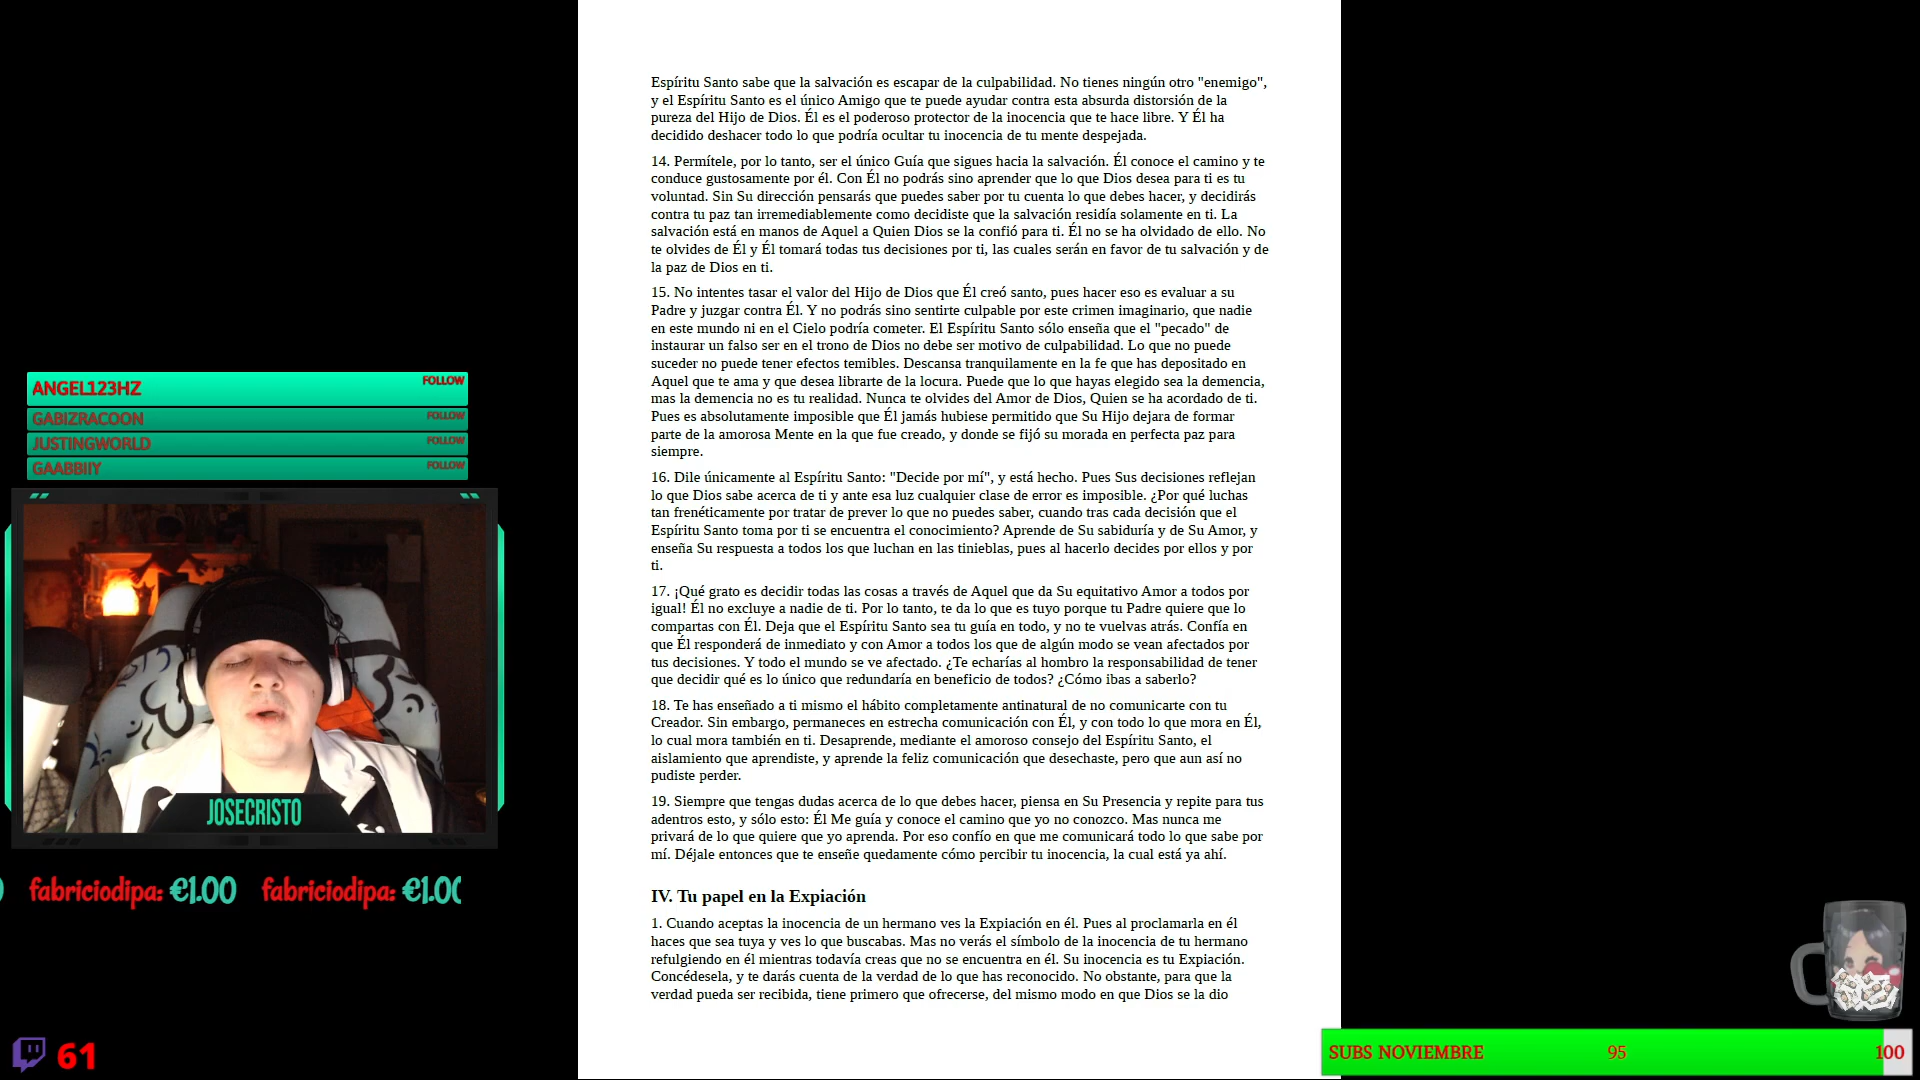 Espíritu Santo sabe que la salvación es escapar de la culpabilidad. No tienes ningún otro "enemigo",
y el Espíritu Santo es el único Amigo que te puede ayudar contra esta absurda distorsión de la
pureza del Hijo de Dios. Él es el poderoso protector de la inocencia que te hace libre. Y Él ha
decidido deshacer todo lo que podría ocultar tu inocencia de tu mente despejada.
14. Permítele, por lo tanto, ser el único Guía que sigues hacia la salvación. Él conoce el camino y te
conduce gustosamente por él. Con Él no podrás sino aprender que lo que Dios desea para ti es tu
voluntad. Sin Su dirección pensarás que puedes saber por tu cuenta lo que debes hacer, y decidirás
contra tu paz tan irremediablemente como decidiste que la salvación residía solamente en ti. La
salvación está en manos de Aquel a Quien Dios se la confió para ti. Él no se ha olvidado de ello. No
te olvides de Él y Él tomará todas tus decisiones por ti, las cuales serán en favor de tu salvación y de
la paz de Dios en ti.
15. No intentes tasar el valor del Hijo de Dios que Él creó santo, pues hacer eso es evaluar a su
Padre y juzgar contra Él. Y no podrás sino sentirte culpable por este crimen imaginario, que nadie
en este mundo ni en el Cielo podría cometer. El Espíritu Santo sólo enseña que el "pecado" de
instaurar un falso ser en el trono de Dios no debe ser motivo de culpabilidad. Lo que no puede
suceder no puede tener efectos temibles. Descansa tranquilamente en la fe que has depositado en
Aquel que te ama y que desea librarte de la locura. Puede que lo que hayas elegido sea la demencia,
mas la demencia no es tu realidad. Nunca te olvides del Amor de Dios, Quien se ha acordado de ti.
Pues es absolutamente imposible que Él jamás hubiese permitido que Su Hijo dejara de formar
parte de la amorosa Mente en la que fue creado, y donde se fijó su morada en perfecta paz para
siempre.
16. Dile únicamente al Espíritu Santo: "Decide por mí", y está hecho. Pues Sus decisiones reflejan
lo que Dios sabe acerca de ti y ante esa luz cualquier clase de error es imposible. ¿Por qué luchas
tan frenéticamente por tratar de prever lo que no puedes saber, cuando tras cada decisión que el
Espíritu Santo toma por ti se encuentra el conocimiento? Aprende de Su sabiduría y de Su Amor, y
enseña Su respuesta a todos los que luchan en las tinieblas, pues al hacerlo decides por ellos y por
ti.
17. ¡Qué grato es decidir todas las cosas a través de Aquel que da Su equitativo Amor a todos por
igual! Él no excluye a nadie de ti. Por lo tanto, te da lo que es tuyo porque tu Padre quiere que lo
compartas con Él. Deja que el Espíritu Santo sea tu guía en todo, y no te vuelvas atrás. Confía en
que Él responderá de inmediato y con Amor a todos los que de algún modo se vean afectados por
tus decisiones. Y todo el mundo se ve afectado. ¿Te echarías al hombro la responsabilidad de tener
que decidir qué es lo único que redundaría en beneficio de todos? ¿Cómo ibas a saberlo?
18. Te has enseñado a ti mismo el hábito completamente antinatural de no comunicarte con tu
Creador. Sin embargo, permaneces en estrecha comunicación con Él, y con todo lo que mora en Él,
lo cual mora también en ti. Desaprende, mediante el amoroso consejo del Espíritu Santo, el
aislamiento que aprendiste, y aprende la feliz comunicación que desechaste, pero que aun así no
pudiste perder.
19. Siempre que tengas dudas acerca de lo que debes hacer, piensa en Su Presencia y repite para tus
adentros esto, y sólo esto: Él Me guía y conoce el camino que yo no conozco. Mas nunca me
privará de lo que quiere que yo aprenda. Por eso confío en que me comunicará todo lo que sabe por
mí. Déjale entonces que te enseñe quedamente cómo percibir tu inocencia, la cual está ya ahí.
IV. Tu papel en la Expiación
1. Cuando aceptas la inocencia de un hermano ves la Expiación en él. Pues al proclamarla en él
haces que sea tuya y ves lo que buscabas. Mas no verás el símbolo de la inocencia de tu hermano
refulgiendo en él mientras todavía creas que no se encuentra en él. Su inocencia es tu Expiación.
Concédesela, y te darás cuenta de la verdad de lo que has reconocido. No obstante, para que la
verdad pueda ser recibida, tiene primero que ofrecerse, del mismo modo en que Dios se la dio
ANGEL123HZ FOLLOW
GABIZRACOON FOLLOW
JUSTINGWORLD FOLLOW
GAABBIIY FOLLOW
JOSECRISTO
fabriciodipa: €1.00 fabriciodipa: €1.00
61
SUBS NOVIEMBRE 95 100